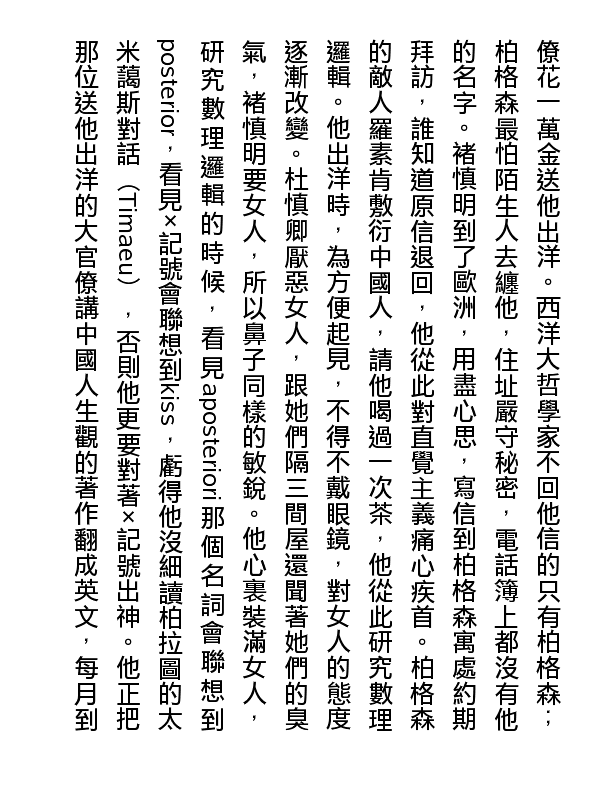 僚花一萬金送他出洋。西洋大哲學家不回他信的只有柏格森；
柏格森最怕陌生人去纏他，住址嚴守秘密，電話簿上都沒有他
的名字。褚慎明到了歐洲，用盡心思，寫信到柏格森寓處約期
拜訪，誰知道原信退回，他從此對直覺主義痛心疾首。柏格森
的敵人羅素肯敷衍中國人，請他喝過一次茶，他從此研究數理
邏輯。他出洋時，為方便起見，不得不戴眼鏡，對女人的態度
逐漸改變。杜慎卿厭惡女人，跟她們隔三間屋還聞著她們的臭
氣，褚慎明要女人，所以鼻子同樣的敏銳。他心裏裝滿女人，
研究數理邏輯的時候，看見aposteriori那個名詞會聯想到
posterior，看見×記號會聯想到kiss，虧得他沒細讀柏拉圖的太
米藹斯對話（Timaeu），否則他更要對著×記號出神。他正把
那位送他出洋的大官僚講中國人生觀的著作翻成英文，每月到